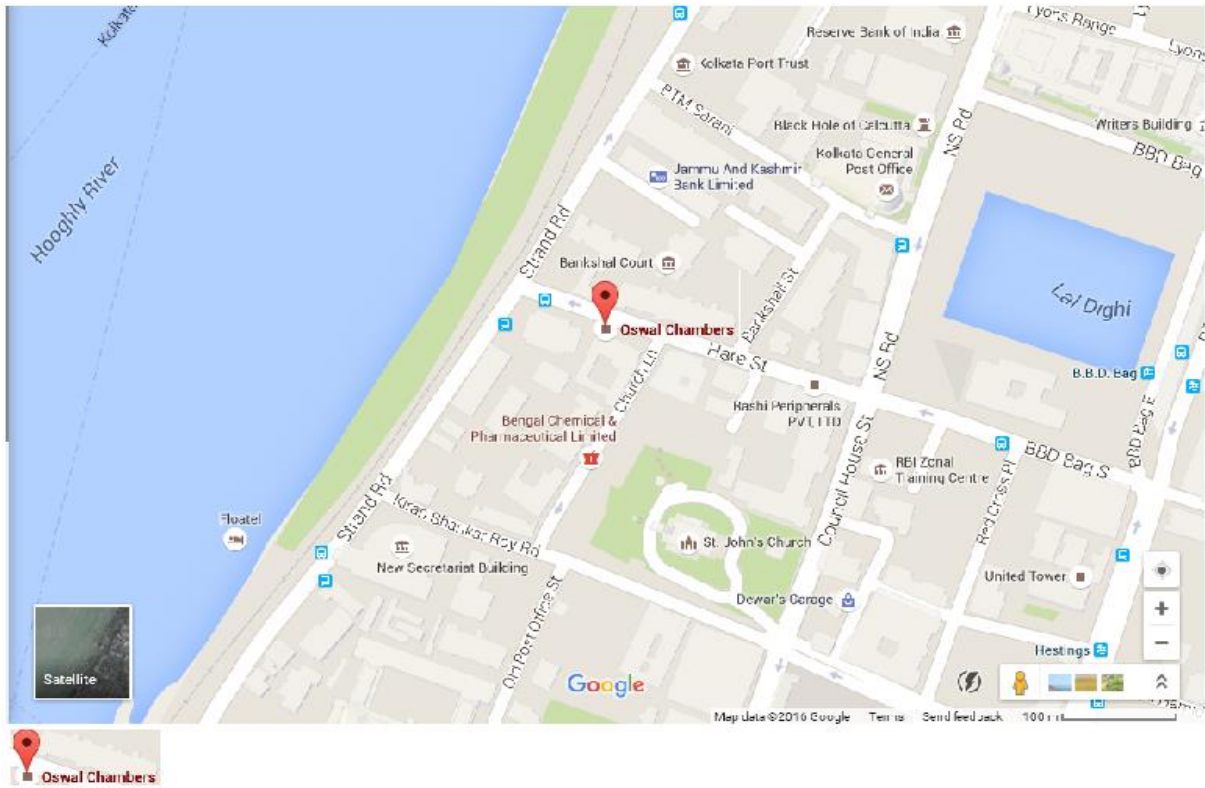 Lyons Range
Reserve Bank of India
Kolkata Port Trust
BTM Sarani
Black Hole of Calcutta
NS Rd
Writers Building
BBD Bag
Kolkata General
Post Office
Jammu And Kashmir
Bank Limited
Hooghly River
Strand Rd
Bankshal Court
Bankshall St
Lal Dighi
Oswal Chambers
Hare St
NS Rd
B.B.D. Bag
Church Ln
Rashi Peripherals
PVT, LTD
BBD Bag E
Bengal Chemical &
Pharmaceutical Limited
BBD Bag S
Council House St
RBI Zonal
Training Centre
Red Cross Pl
Strand Rd
Kiran Shankar Roy Rd
Floatel
St. John's Church
New Secretariat Building
United Tower
Dewar's Garage
Old Post Office St
Hestings
Satellite
Google
Map data ©2016 Google Terms Send feedback 100 m
Oswal Chambers